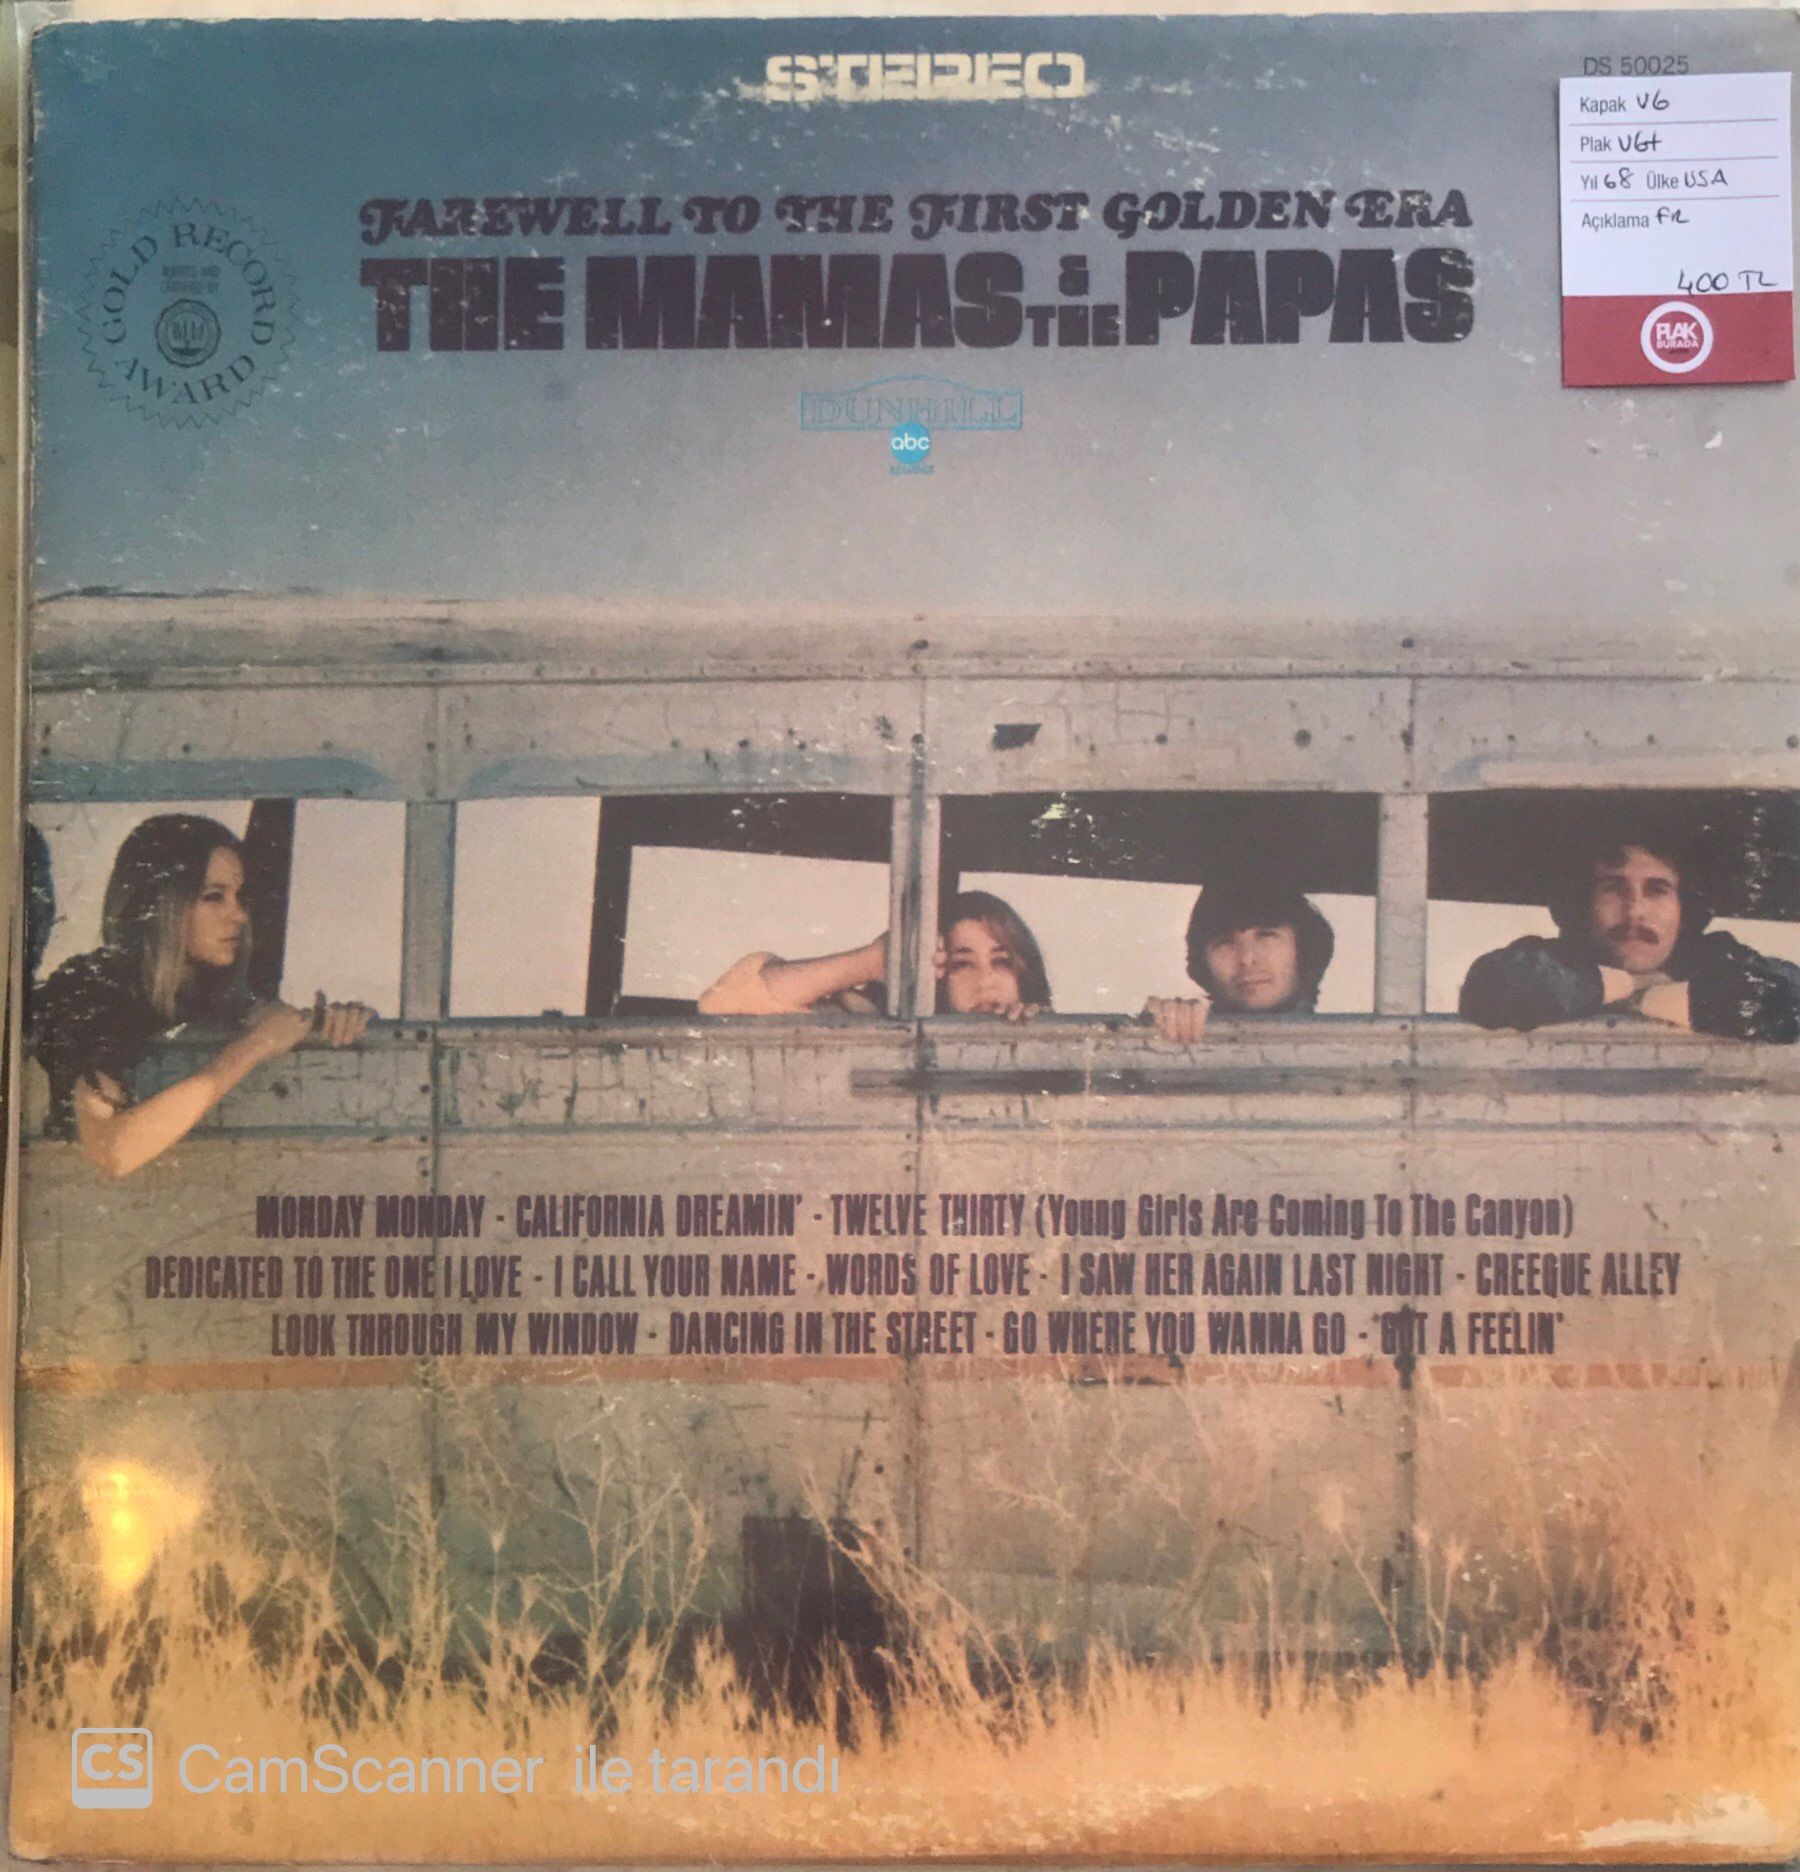 STEREO
DS 50025
Kapak VG
Plak VG+
Yıl 68 Ülke USA
Açıklama FR
400 TL
PLAK
BURADA
GOLD RECORD
AWARD
FAREWELL TO THE FIRST GOLDEN ERA
THE MAMAS & THE PAPAS
DUNHILL
abc
RECORDS
MONDAY MONDAY - CALIFORNIA DREAMIN' - TWELVE THIRTY (Young Girls Are Coming To The Canyon)
DEDICATED TO THE ONE I LOVE - I CALL YOUR NAME - WORDS OF LOVE - I SAW HER AGAIN LAST NIGHT - CREEQUE ALLEY
LOOK THROUGH MY WINDOW - DANCING IN THE STREET - GO WHERE YOU WANNA GO - 'GOT A FEELIN'
CS CamScanner ile tarandı